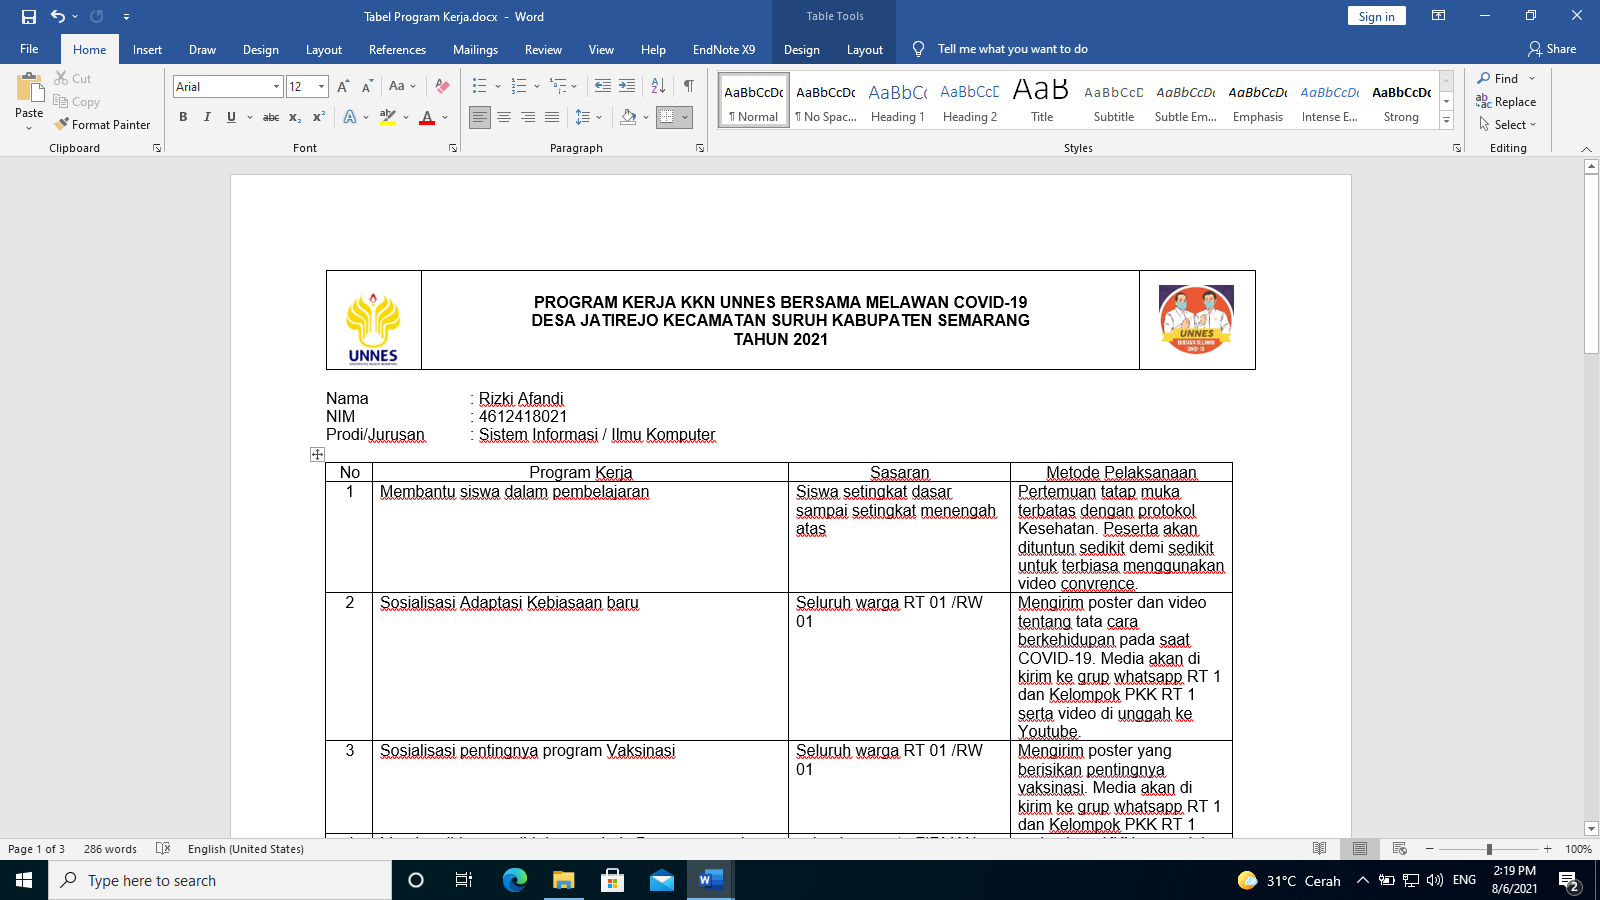 Tabel Program Kerja.docx - Word
Table Tools
Sign in
File Home Insert Draw Design Layout References Mailings Review View Help EndNote X9 Design Layout Tell me what you want to do Share
Paste
Cut
Copy
Format Painter
Clipboard
Arial 12
Font
Paragraph
AaBbCcDc AaBbCcDc AaBbCc AaBbCcD AaB AaBbCcD AaBbCcDc AaBbCcDc AaBbCcDc AaBbCcDc
¶ Normal ¶ No Spac... Heading 1 Heading 2 Title Subtitle Subtle Em... Emphasis Intense E... Strong
Styles
Find
Replace
Select
Editing
UNNES
PROGRAM KERJA KKN UNNES BERSAMA MELAWAN COVID-19
DESA JATIREJO KECAMATAN SURUH KABUPATEN SEMARANG
TAHUN 2021
UNNES
BERSAMA MELAWAN
COVID-19
Nama : Rizki Afandi
NIM : 4612418021
Prodi/Jurusan : Sistem Informasi / Ilmu Komputer
No Program Kerja Sasaran Metode Pelaksanaan
1 Membantu siswa dalam pembelajaran
Siswa setingkat dasar
sampai setingkat menengah
atas
Pertemuan tatap muka
terbatas dengan protokol
Kesehatan. Peserta akan
dituntun sedikit demi sedikit
untuk terbiasa menggunakan
video convrence.
2 Sosialisasi Adaptasi Kebiasaan baru
Seluruh warga RT 01 /RW
01
Mengirim poster dan video
tentang tata cara
berkehidupan pada saat
COVID-19. Media akan di
kirim ke grup whatsapp RT 1
dan Kelompok PKK RT 1
serta video di unggah ke
Youtube.
3 Sosialisasi pentingnya program Vaksinasi
Seluruh warga RT 01 /RW
01
Mengirim poster yang
berisikan pentingnya
vaksinasi. Media akan di
kirim ke grup whatsapp RT 1
dan Kelompok PKK RT 1
Page 1 of 3 286 words English (United States) 100%
Type here to search
31°C Cerah ENG
2:19 PM
8/6/2021
2